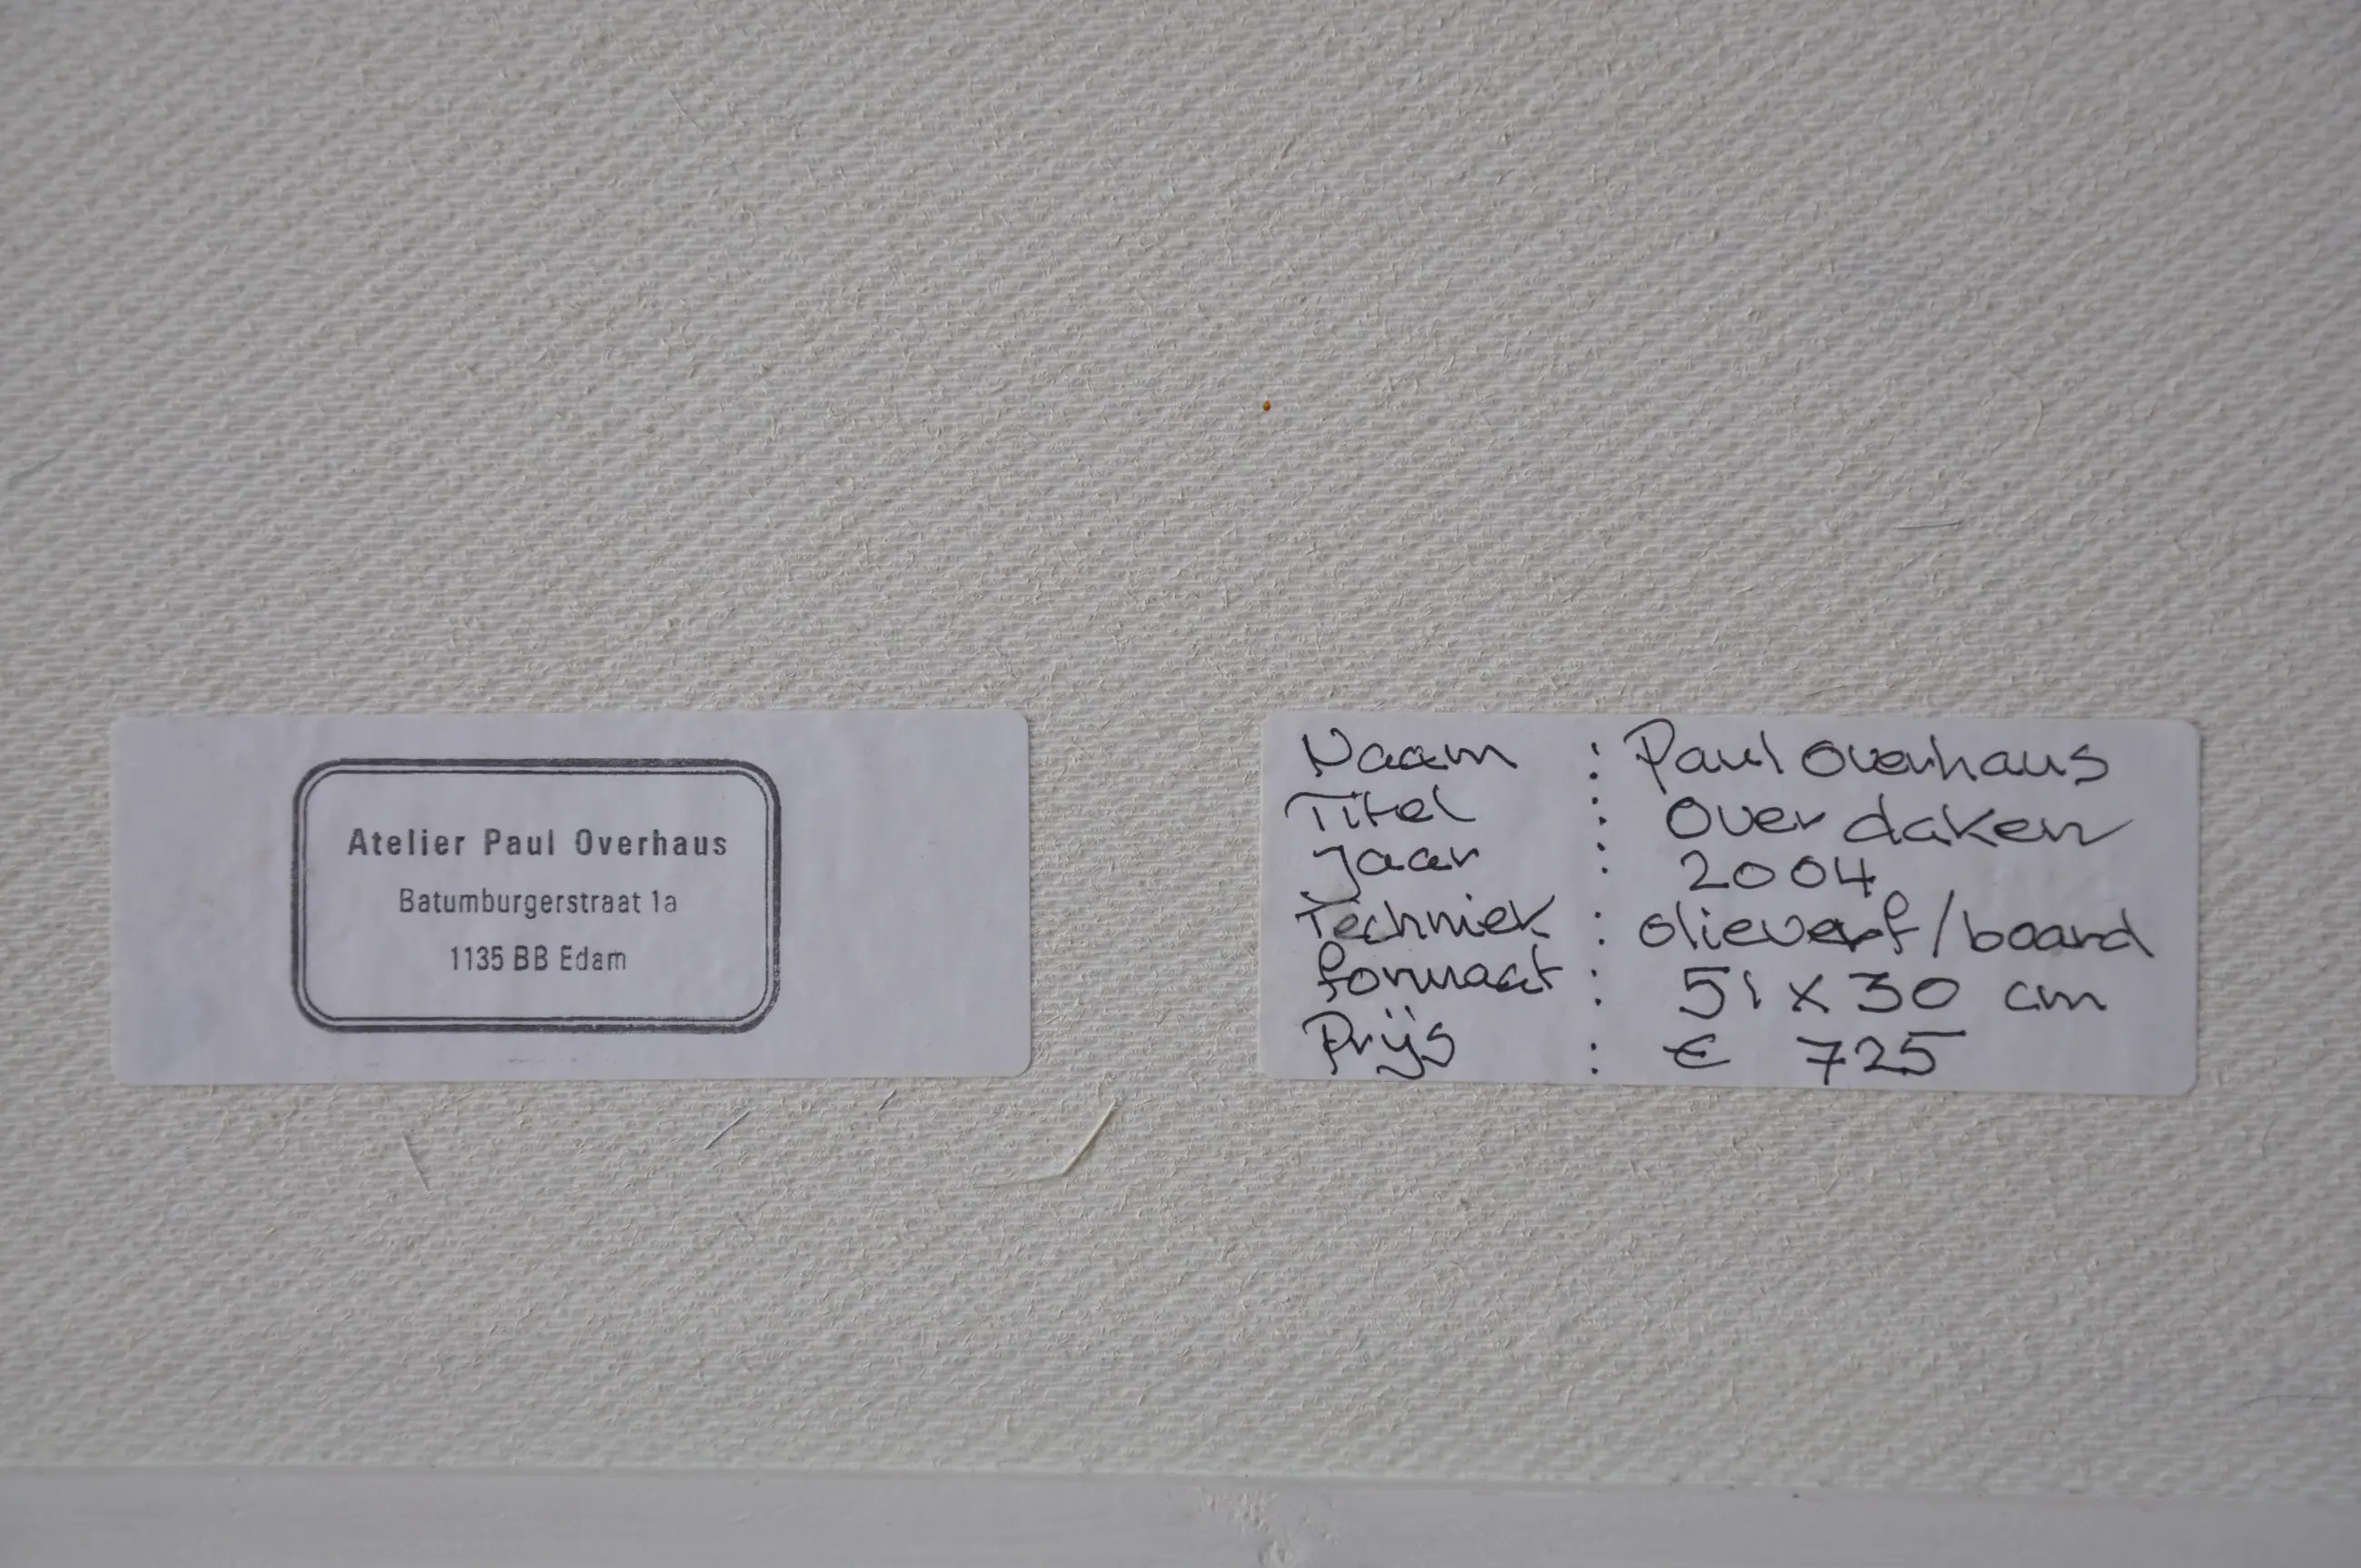 Atelier Paul Overhaus
Batumburgerstraat 1a
1135 BB Edam
Naam : Paul Overhaus
Titel : Over daken
Jaar : 2004
Techniek : olieverf/board
formaat : 51 x 30 cm
Prijs : € 725